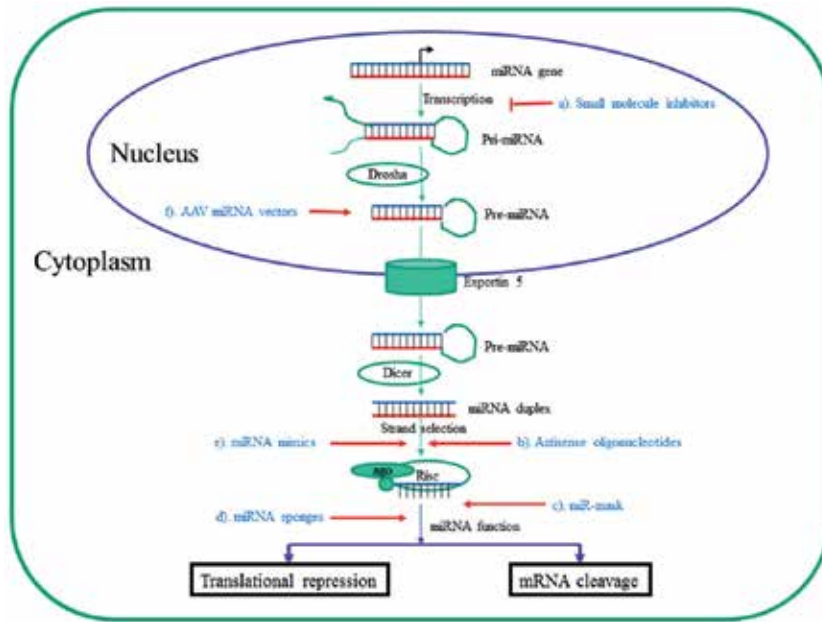 miRNA gene
Transcription
a). Small molecule inhibitors
Pri-miRNA
Nucleus
Drosha
f). AAV miRNA vectors
Pre-miRNA
Cytoplasm
Exportin 5
Pre-miRNA
Dicer
miRNA duplex
Strand selection
e). miRNA mimics
b). Antisense oligonucleotides
Risc
c). miR-mask
d). miRNA sponges
miRNA function
Translational repression
mRNA cleavage